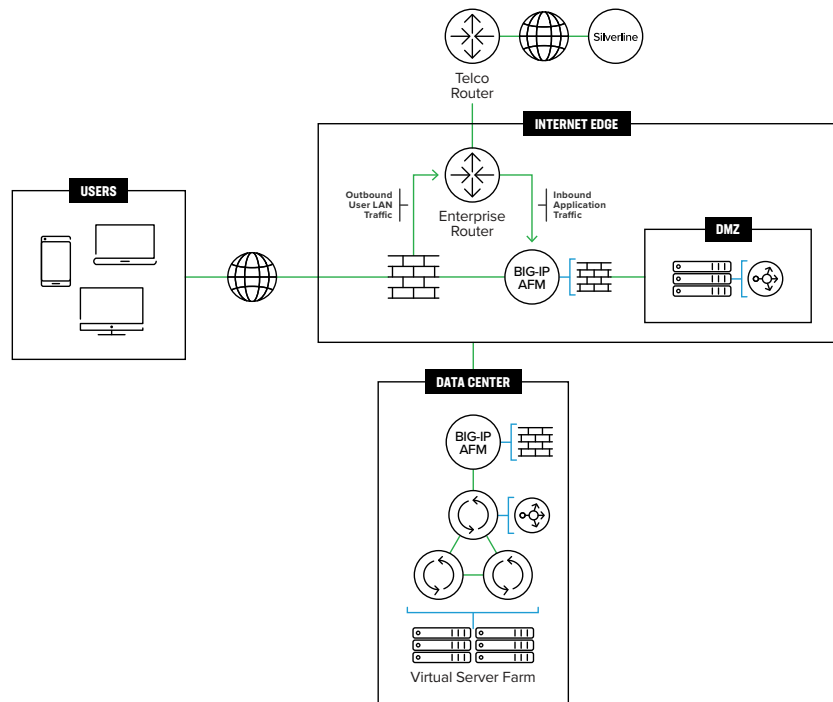 Silverline
Telco
Router
INTERNET EDGE
USERS
Outbound
User LAN
Traffic
Enterprise
Router
Inbound
Application
Traffic
DMZ
BIG-IP
AFM
DATA CENTER
BIG-IP
AFM
Virtual Server Farm